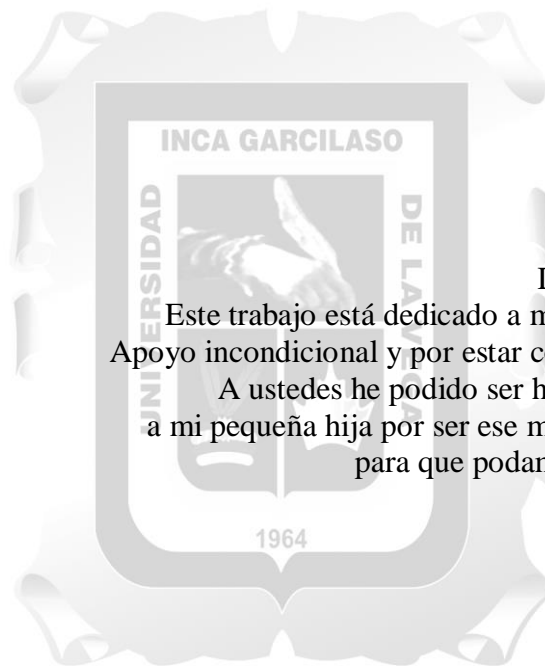 INCA GARCILASO
UNIVERSIDAD
DE LA VEGA
Este trabajo está dedicado a
Apoyo incondicional y por estar
A ustedes he podido ser
a mi pequeña hija por ser ese
para que
1964